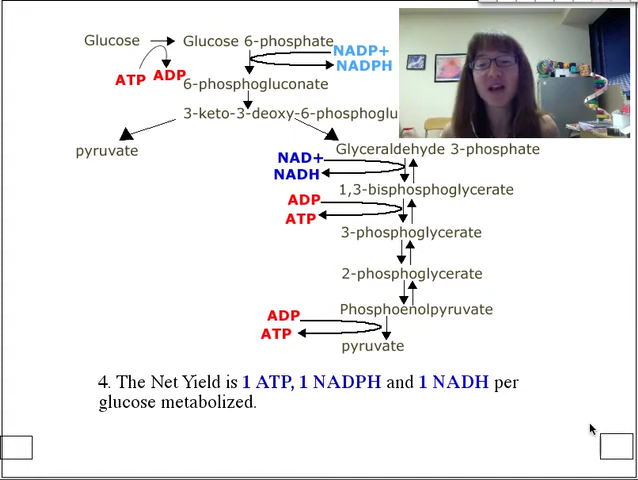 Glucose → Glucose 6-phosphate
NADP+
NADPH
ATP ADP
6-phosphogluconate
3-keto-3-deoxy-6-phosphoglu
pyruvate
Glyceraldehyde 3-phosphate
NAD+
NADH
1,3-bisphosphoglycerate
ADP
ATP
3-phosphoglycerate
2-phosphoglycerate
Phosphoenolpyruvate
ADP
ATP
pyruvate
4. The Net Yield is 1 ATP, 1 NADPH and 1 NADH per
glucose metabolized.